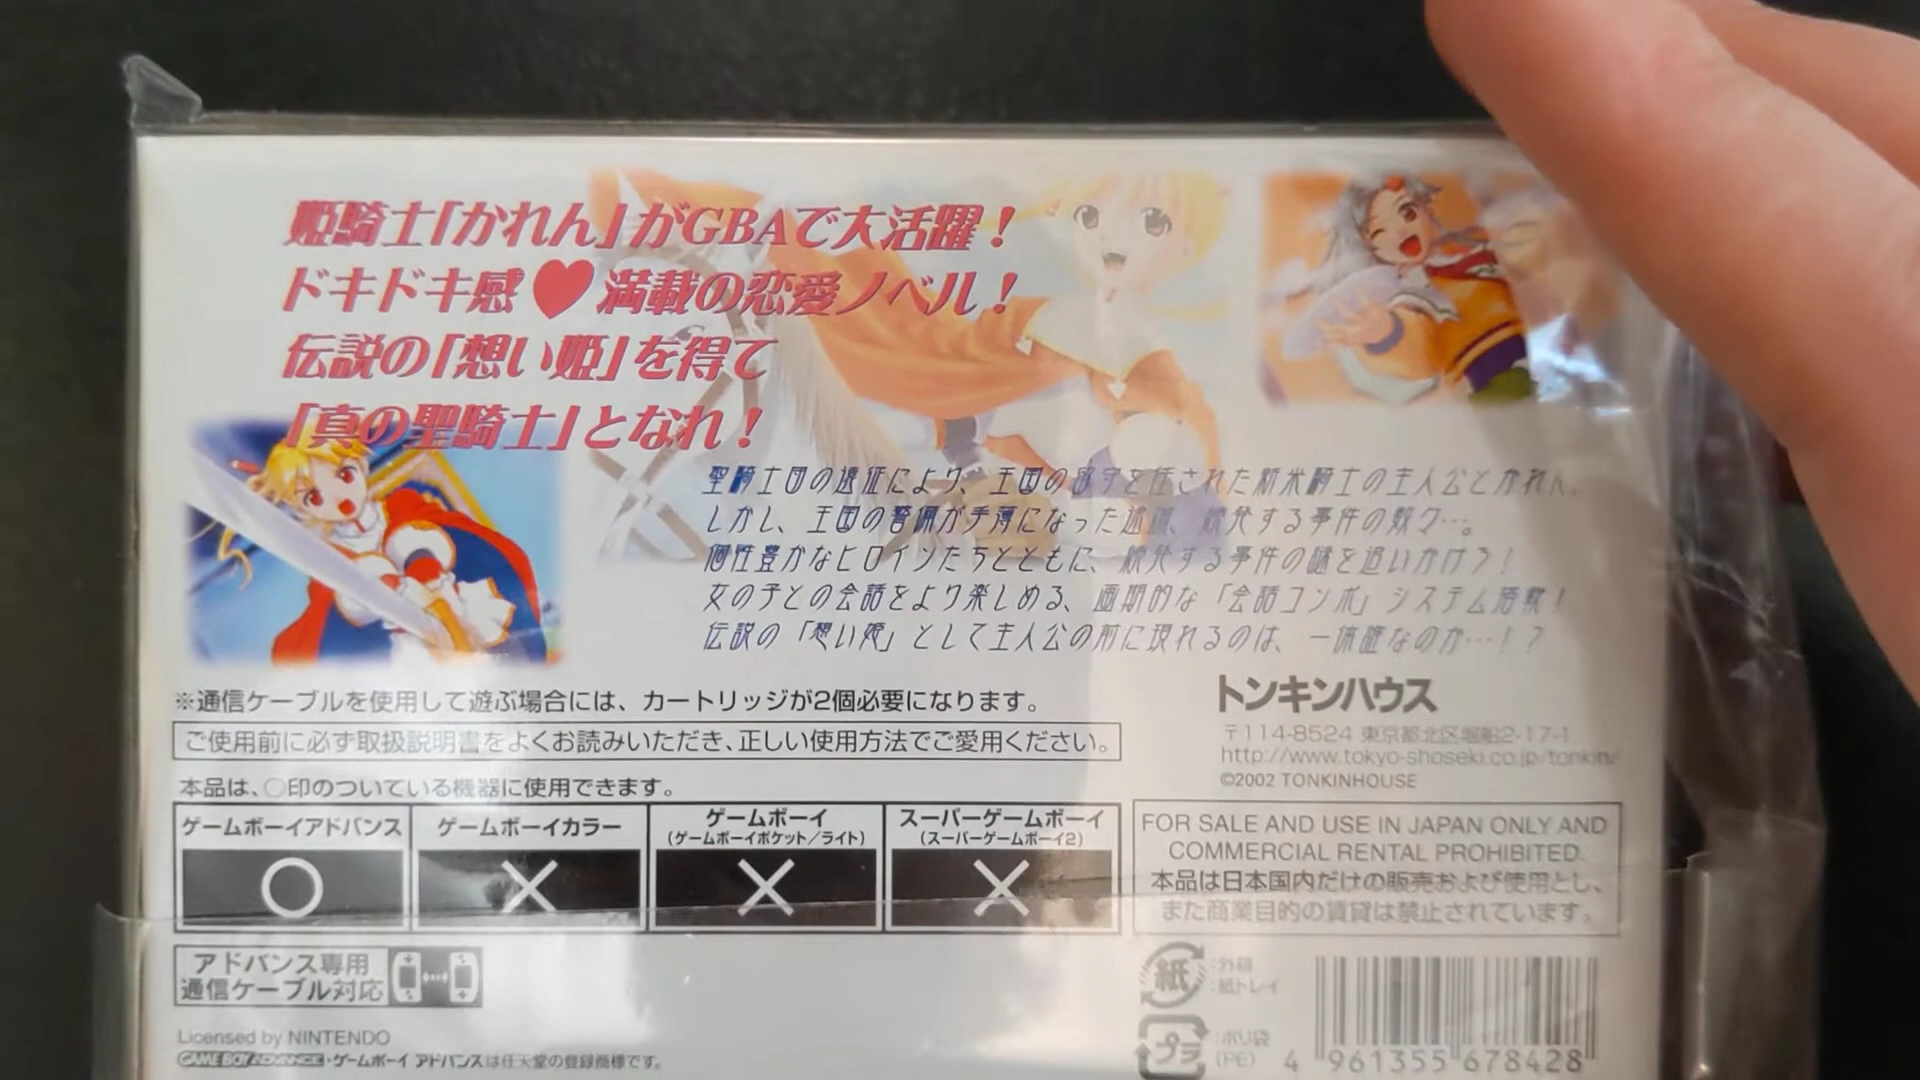 姫騎士「かれん」がGBAで大活躍！
ドキドキ感♥満載の恋愛ノベル！
伝説の「想い姫」を得て
「真の聖騎士」となれ！
聖騎士団の遠征により、王国の留守を任された新米騎士の主人公とかれん。
しかし、王国の警備が手薄になった途端、頻発する事件の数々…。
個性豊かなヒロインたちとともに、頻発する事件の謎を追いかけろ！
女の子との会話をより楽しめる、画期的な「会話コンボ」システム搭載！
伝説の「想い姫」として主人公の前に現れるのは、一体誰なのか…！？
※通信ケーブルを使用して遊ぶ場合には、カートリッジが2個必要になります。
ご使用前に必ず取扱説明書をよくお読みいただき、正しい使用方法でご愛用ください。
トンキンハウス
〒114-8524 東京都北区堀船2-17-1
http://www.tokyo-shoseki.co.jp/tonkin/
©2002 TONKINHOUSE
本品は、○印のついている機器に使用できます。
ゲームボーイアドバンス
○
ゲームボーイカラー
×
ゲームボーイ
(ゲームボーイポケット／ライト)
×
スーパーゲームボーイ
(スーパーゲームボーイ2)
×
FOR SALE AND USE IN JAPAN ONLY AND
COMMERCIAL RENTAL PROHIBITED.
本品は日本国内だけの販売および使用とし、
また商業目的の賃貸は禁止されています。
アドバンス専用
通信ケーブル対応
紙
:外箱
:紙トレイ
プラ
:ポリ袋
(PE)
4 961355 678428
Licensed by NINTENDO
GAME BOY ADVANCE・ゲームボーイ アドバンスは任天堂の登録商標です。